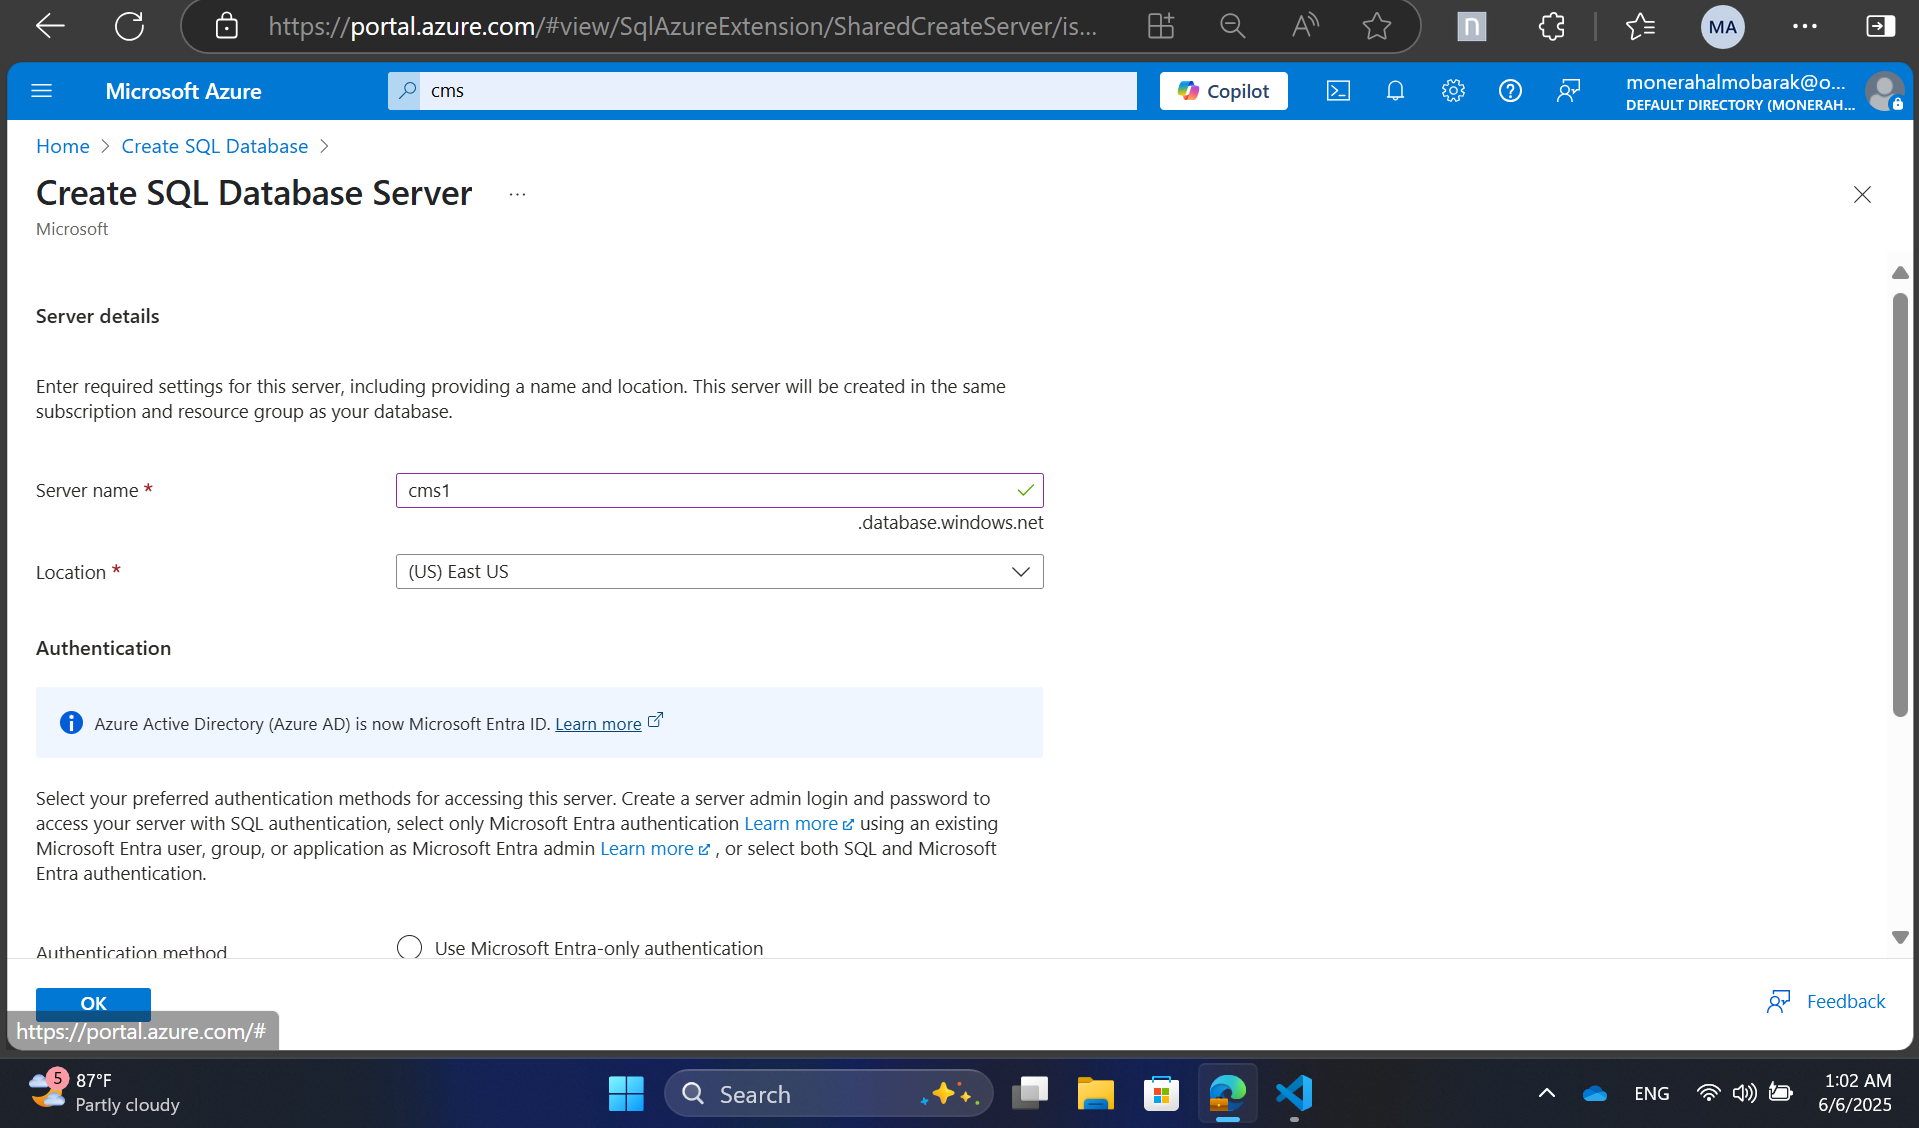 https://portal.azure.com/#view/SqlAzureExtension/SharedCreateServer/is...
n
MA
Microsoft Azure
cms
Copilot
monerahalmobarak@o...
DEFAULT DIRECTORY (MONERAH...
Home > Create SQL Database >
Create SQL Database Server
...
Microsoft
Server details
Enter required settings for this server, including providing a name and location. This server will be created in the same
subscription and resource group as your database.
Server name *
cms1
.database.windows.net
Location *
(US) East US
Authentication
Azure Active Directory (Azure AD) is now Microsoft Entra ID. Learn more
Select your preferred authentication methods for accessing this server. Create a server admin login and password to
access your server with SQL authentication, select only Microsoft Entra authentication Learn more using an existing
Microsoft Entra user, group, or application as Microsoft Entra admin Learn more , or select both SQL and Microsoft
Entra authentication.
Authentication method
Use Microsoft Entra-only authentication
OK
Feedback
https://portal.azure.com/#
5
87°F
Partly cloudy
Search
ENG
1:02 AM
6/6/2025